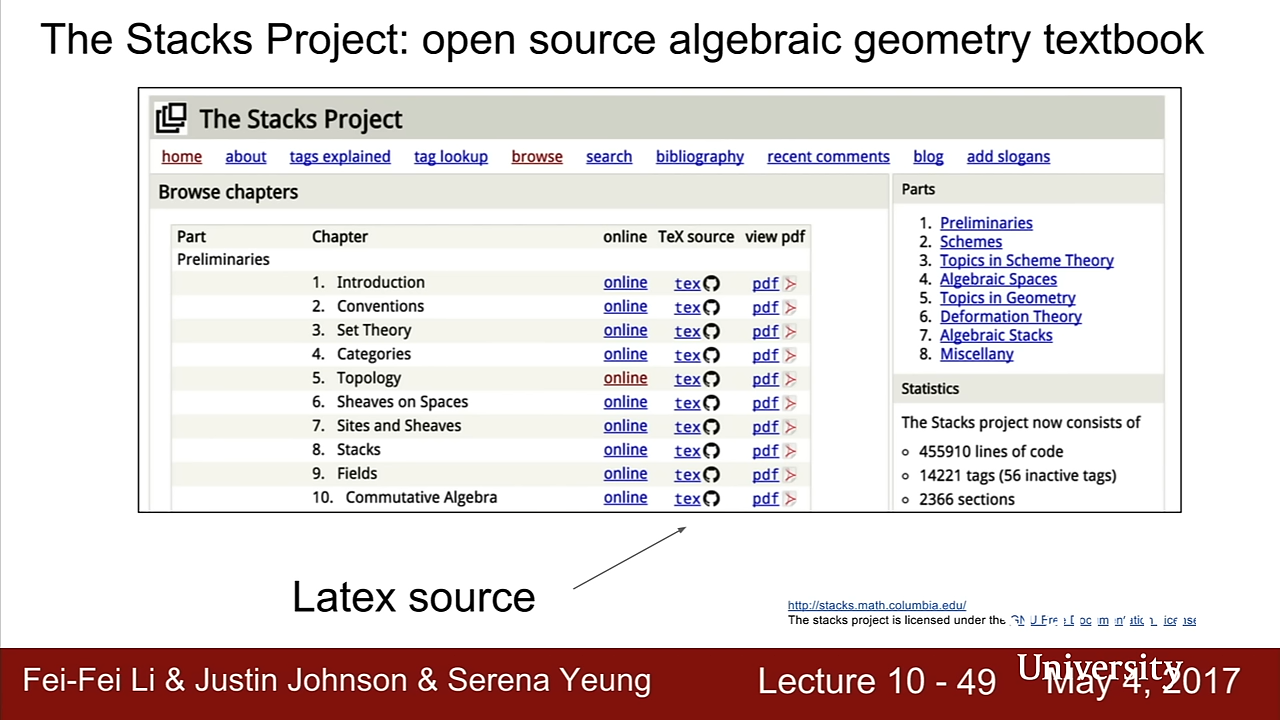 The Stacks Project: open source algebraic geometry textbook
The Stacks Project
home about tags explained tag lookup browse search bibliography recent comments blog add slogans
Browse chapters
Part Chapter online TeX source view pdf
Preliminaries
1. Introduction online tex pdf
2. Conventions online tex pdf
3. Set Theory online tex pdf
4. Categories online tex pdf
5. Topology online tex pdf
6. Sheaves on Spaces online tex pdf
7. Sites and Sheaves online tex pdf
8. Stacks online tex pdf
9. Fields online tex pdf
10. Commutative Algebra online tex pdf
Parts
1. Preliminaries
2. Schemes
3. Topics in Scheme Theory
4. Algebraic Spaces
5. Topics in Geometry
6. Deformation Theory
7. Algebraic Stacks
8. Miscellany
Statistics
The Stacks project now consists of
455910 lines of code
14221 tags (56 inactive tags)
2366 sections
Latex source
http://stacks.math.columbia.edu/
The stacks project is licensed under the GNU Free Documentation License
Fei-Fei Li & Justin Johnson & Serena Yeung Lecture 10 - 49 May 4, 2017
University